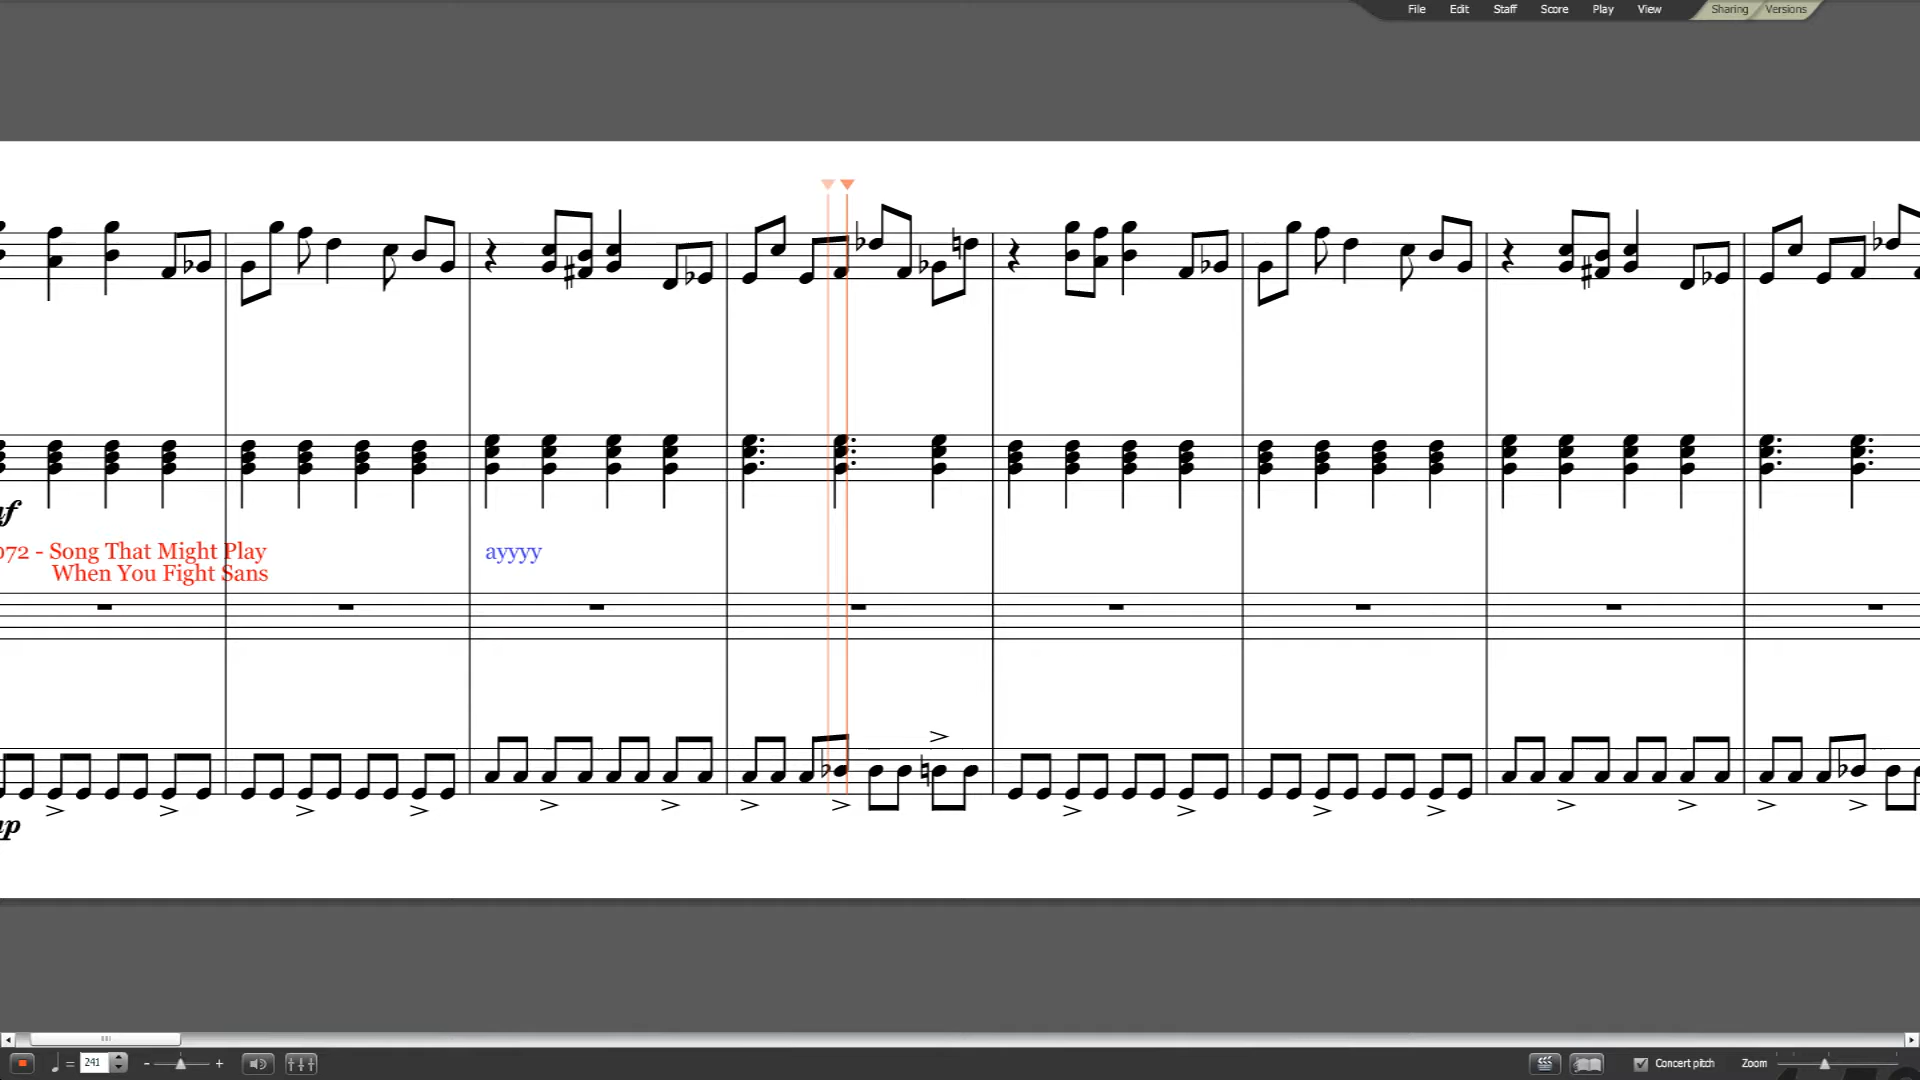 File Edit Staff Score Play View Sharing Versions
072 - Song That Might Play
When You Fight Sans
ayyyy
= 241 - +
Concert pitch Zoom